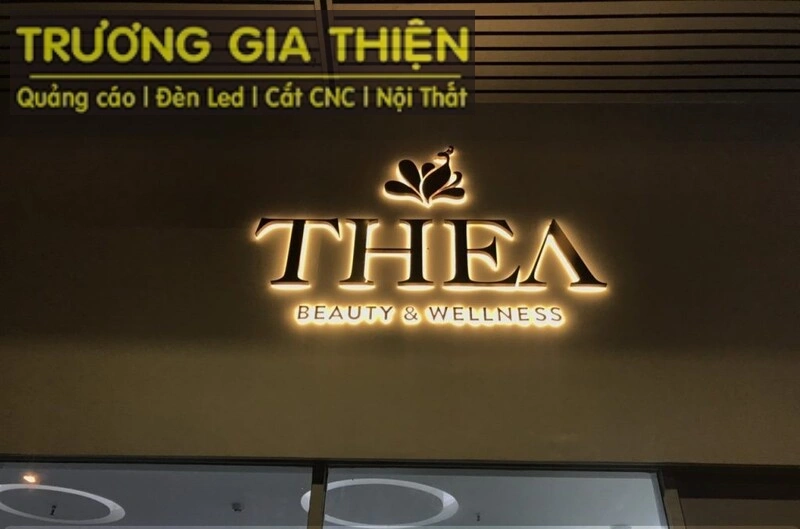 TRƯƠNG GIA THIỆN
Quảng cáo | Đèn Led | Cắt CNC | Nội Thất
THEA
BEAUTY & WELLNESS